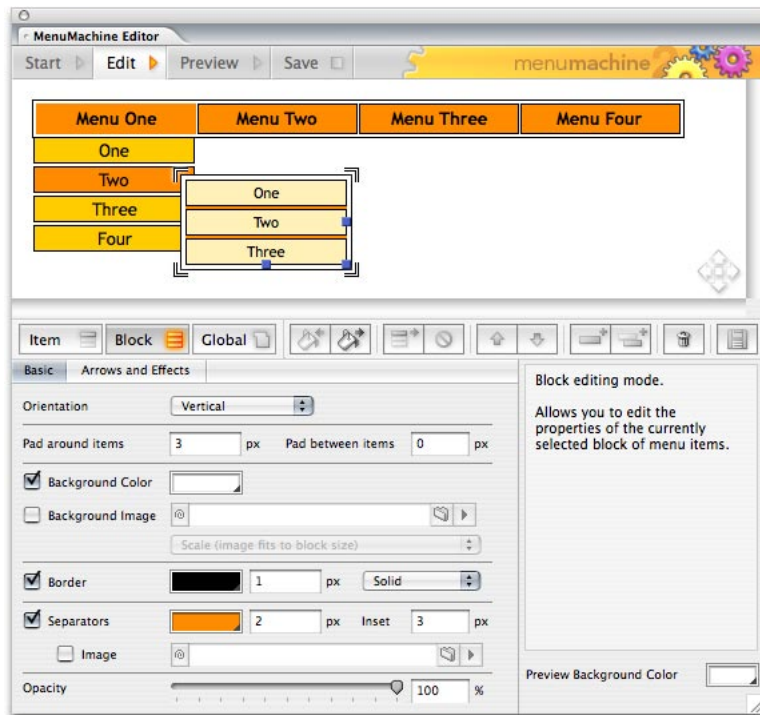 MenuMachine Editor
Start Edit Preview Save menumachine 2
Menu One Menu Two Menu Three Menu Four
One
Two
Three
Four
One
Two
Three
Item Block Global
Basic Arrows and Effects
Orientation Vertical
Pad around items 3 px Pad between items 0 px
Background Color
Background Image
Scale (image fits to block size)
Border 1 px Solid
Separators 2 px Inset 3 px
Image
Opacity 100 %
Block editing mode.
Allows you to edit the
properties of the currently
selected block of menu items.
Preview Background Color